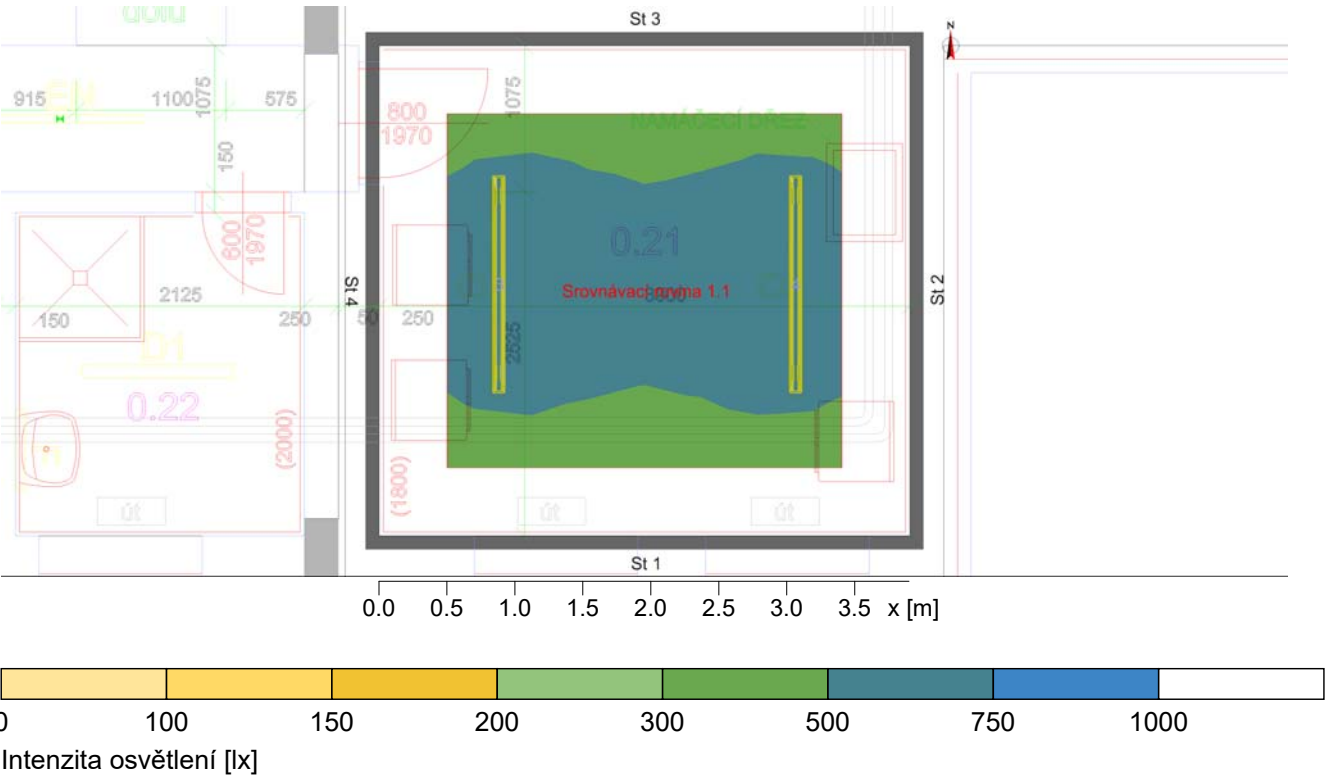 dolů
St 3
N
915
1100
1075
575
1075
800
1970
NAMÁČECÍ DŘEZ
150
600
1970
0.21
2125
150
250
50
250
St 4
Srovnávací rovina 1.1
St 2
2525
D1
0.22
(2000)
(1800)
út
út
út
St 1
0.0 0.5 1.0 1.5 2.0 2.5 3.0 3.5 x [m]
0 100 150 200 300 500 750 1000
Intenzita osvětlení [lx]